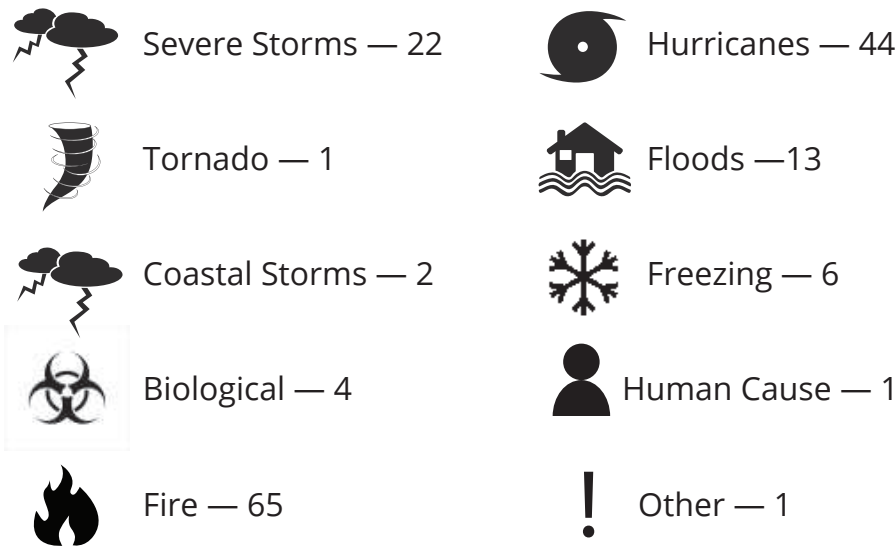 Severe Storms — 22
Hurricanes — 44
Tornado — 1
Floods —13
Coastal Storms — 2
Freezing — 6
Biological — 4
Human Cause — 1
Fire — 65
Other — 1